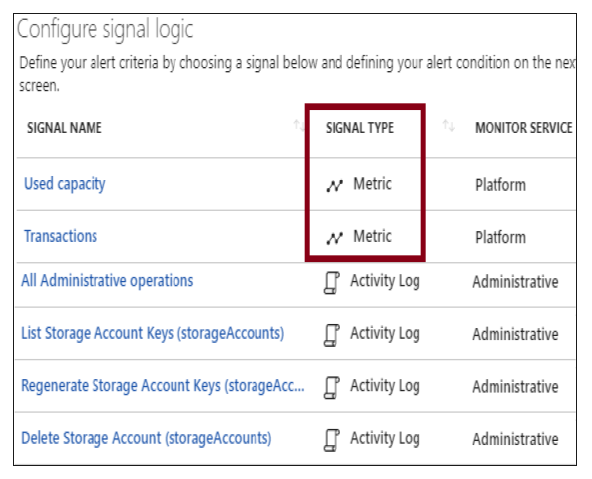 Configure signal logic
Define your alert criteria by choosing a signal below and defining your alert condition on the nex
screen.
SIGNAL NAME SIGNAL TYPE MONITOR SERVICE
Used capacity Metric Platform
Transactions Metric Platform
All Administrative operations Activity Log Administrative
List Storage Account Keys (storageAccounts) Activity Log Administrative
Regenerate Storage Account Keys (storageAcc... Activity Log Administrative
Delete Storage Account (storageAccounts) Activity Log Administrative